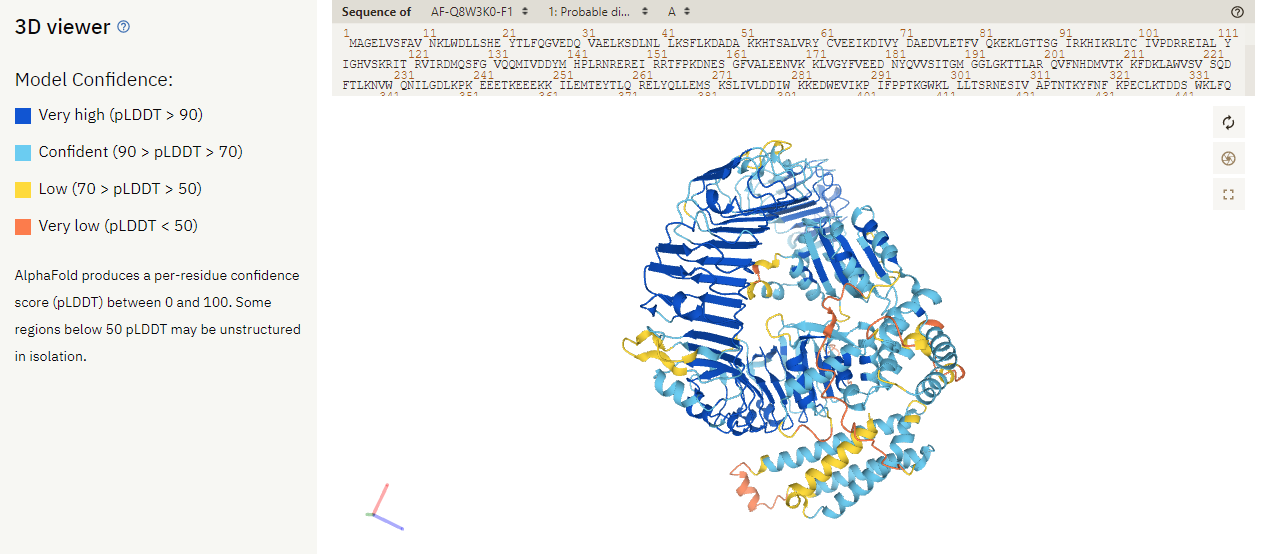 3D viewer
Model Confidence:
Very high (pLDDT > 90)
Confident (90 > pLDDT > 70)
Low (70 > pLDDT > 50)
Very low (pLDDT < 50)
AlphaFold produces a per-residue confidence
score (pLDDT) between 0 and 100. Some
regions below 50 pLDDT may be unstructured
in isolation.
Sequence of AF-Q8W3K0-F1 1: Probable di... A
1 11 21 31 41 51 61 71 81 91 101 111
MAGELVSFAV NKLWDLLSHE YTLFQGVEDQ VAELKSDLNL LKSFLKDADA KKHTSALVRY CVEEIKDIVY DAEDVLETFV QKEKLGTTSG IRKHIKRLTC IVPDRREIAL Y
121 131 141 151 161 171 181 191 201 211 221
IGHVSKRIT RVIRDMQSFG VQQMIVDDYM HPLRNREREI RRTFPKDNES GFVALEENVK KLVGYFVEED NYQVVSITGM GGLGKTTLAR QVFNHDMVTK KFDKLAWVSV SQD
231 241 251 261 271 281 291 301 311 321 331
FTLKNVW QNILGDLKPK EEETKEEEKK ILEMTEYTLQ RELYQLLEMS KSLIVLDDIW KKEDWEVIKP IFPPTKGWKL LLTSRNESIV APTNTKYFNF KPECLKTDDS WKLFQ